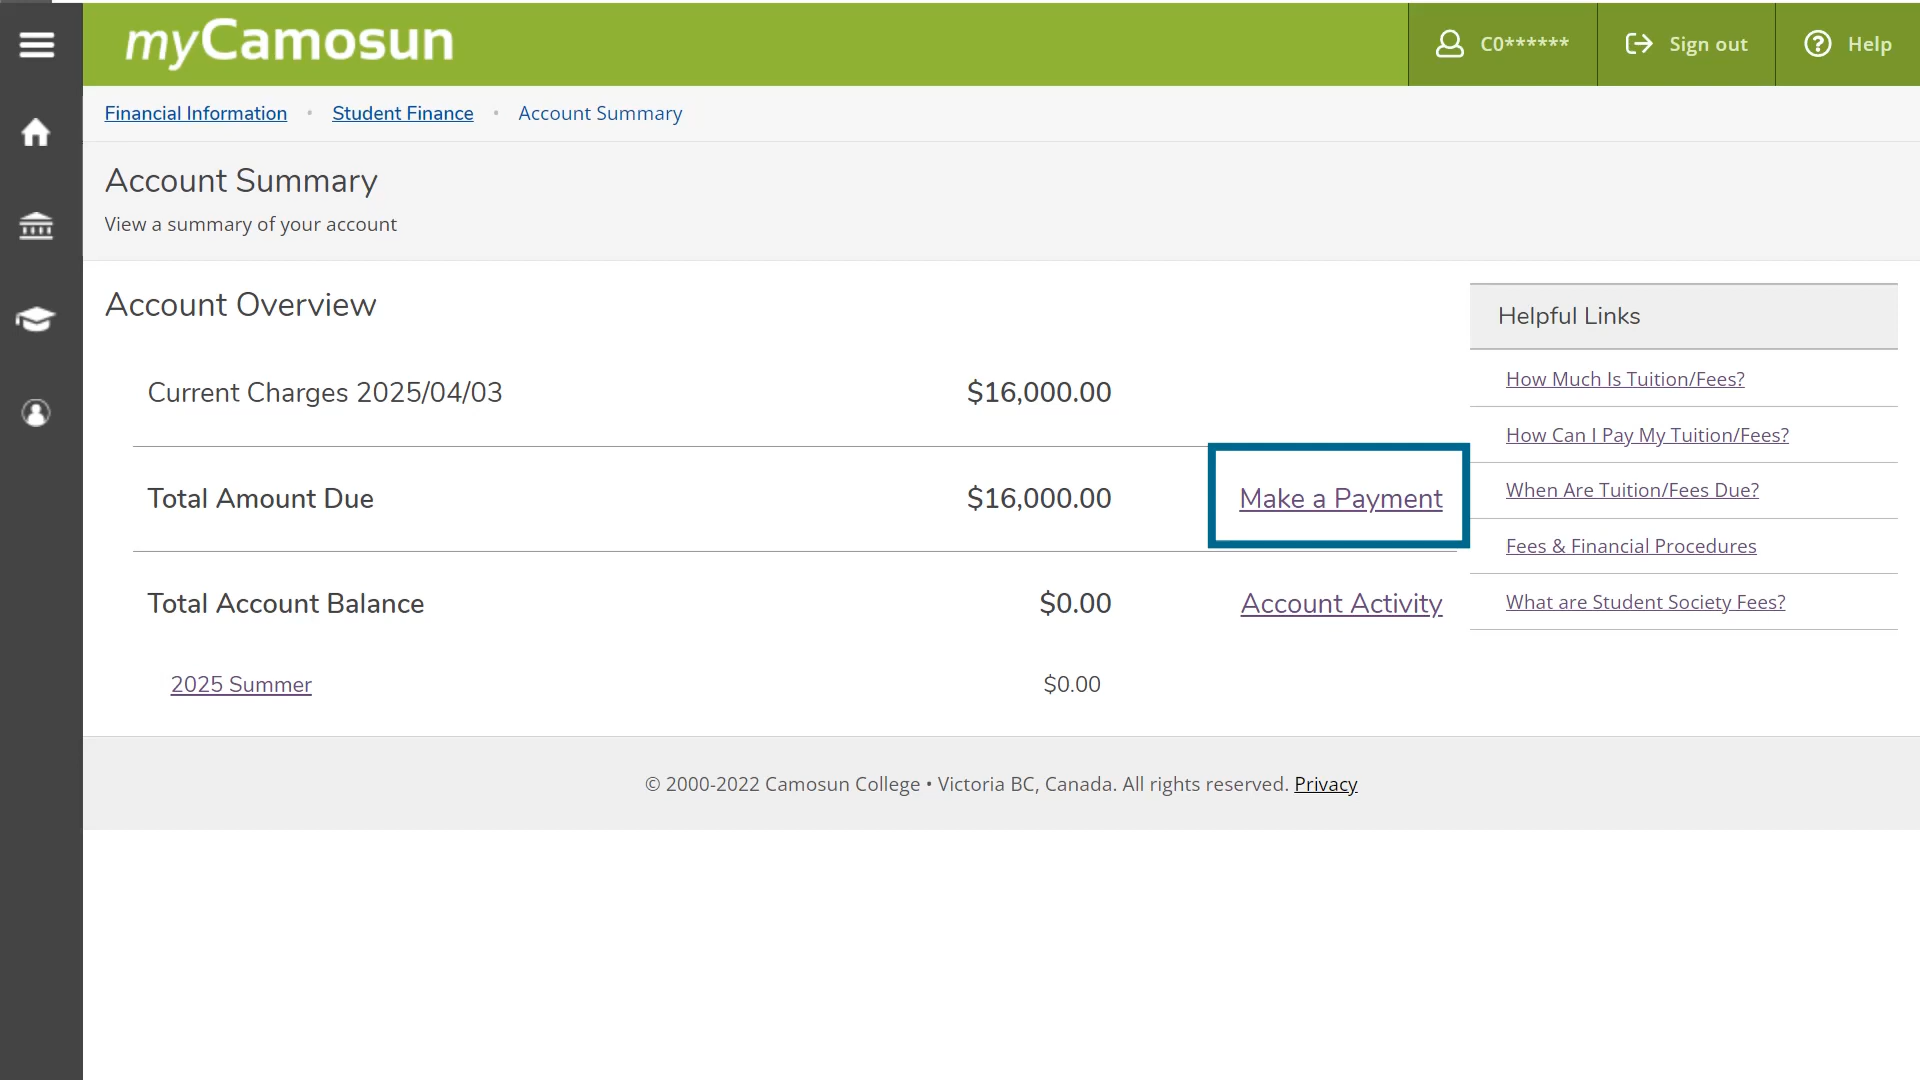 myCamosun
C0******
Sign out
Help
Financial Information • Student Finance • Account Summary
Account Summary
View a summary of your account
Account Overview
Current Charges 2025/04/03 $16,000.00
Total Amount Due $16,000.00 Make a Payment
Total Account Balance $0.00 Account Activity
2025 Summer $0.00
Helpful Links
How Much Is Tuition/Fees?
How Can I Pay My Tuition/Fees?
When Are Tuition/Fees Due?
Fees & Financial Procedures
What are Student Society Fees?
© 2000-2022 Camosun College • Victoria BC, Canada. All rights reserved. Privacy